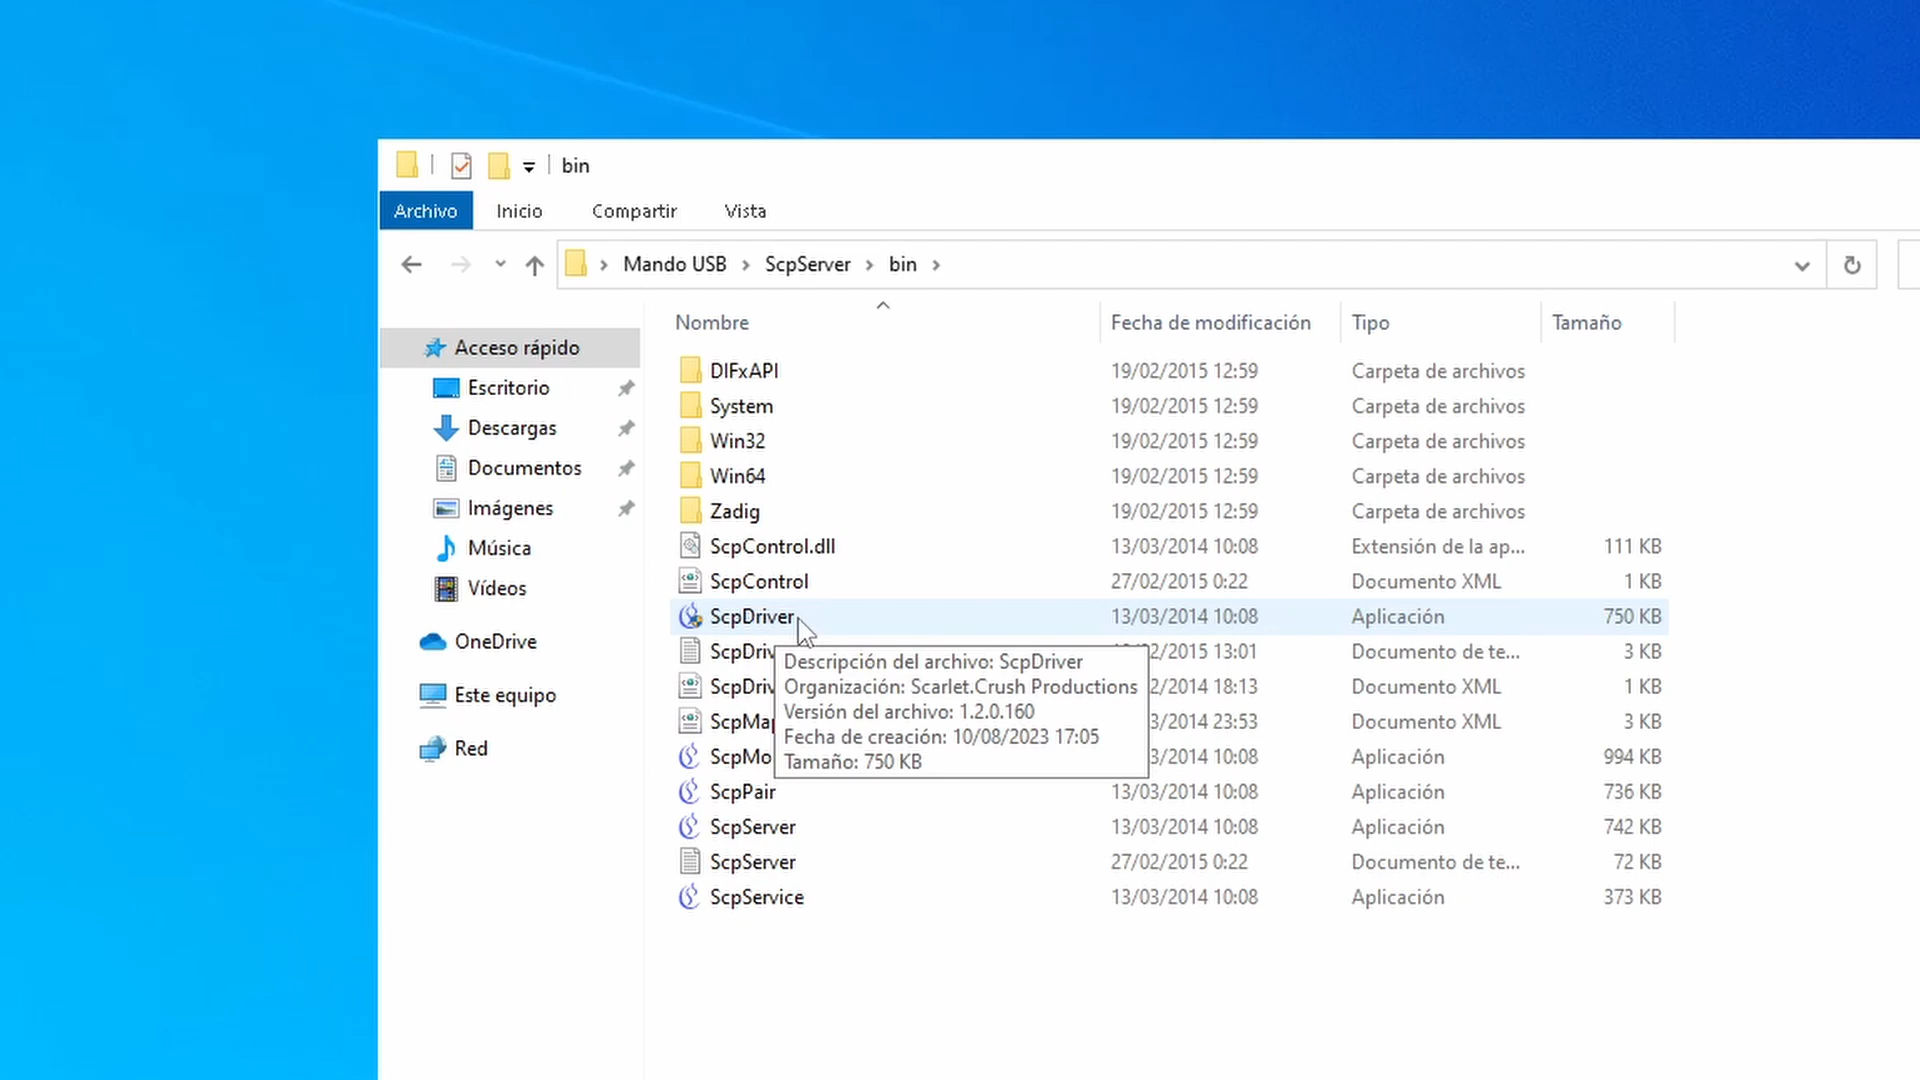 bin
Archivo Inicio Compartir Vista
Mando USB ScpServer bin
Nombre Fecha de modificación Tipo Tamaño
Acceso rápido
Escritorio
Descargas
Documentos
Imágenes
Música
Vídeos
OneDrive
Este equipo
Red
DIFxAPI 19/02/2015 12:59 Carpeta de archivos
System 19/02/2015 12:59 Carpeta de archivos
Win32 19/02/2015 12:59 Carpeta de archivos
Win64 19/02/2015 12:59 Carpeta de archivos
Zadig 19/02/2015 12:59 Carpeta de archivos
ScpControl.dll 13/03/2014 10:08 Extensión de la ap... 111 KB
ScpControl 27/02/2015 0:22 Documento XML 1 KB
ScpDriver 13/03/2014 10:08 Aplicación 750 KB
ScpDriv 2/2015 13:01 Documento de te... 3 KB
ScpDriv 2/2014 18:13 Documento XML 1 KB
ScpMap 3/2014 23:53 Documento XML 3 KB
ScpMo 3/2014 10:08 Aplicación 994 KB
Descripción del archivo: ScpDriver
Organización: Scarlet.Crush Productions
Versión del archivo: 1.2.0.160
Fecha de creación: 10/08/2023 17:05
Tamaño: 750 KB
ScpPair 13/03/2014 10:08 Aplicación 736 KB
ScpServer 13/03/2014 10:08 Aplicación 742 KB
ScpServer 27/02/2015 0:22 Documento de te... 72 KB
ScpService 13/03/2014 10:08 Aplicación 373 KB